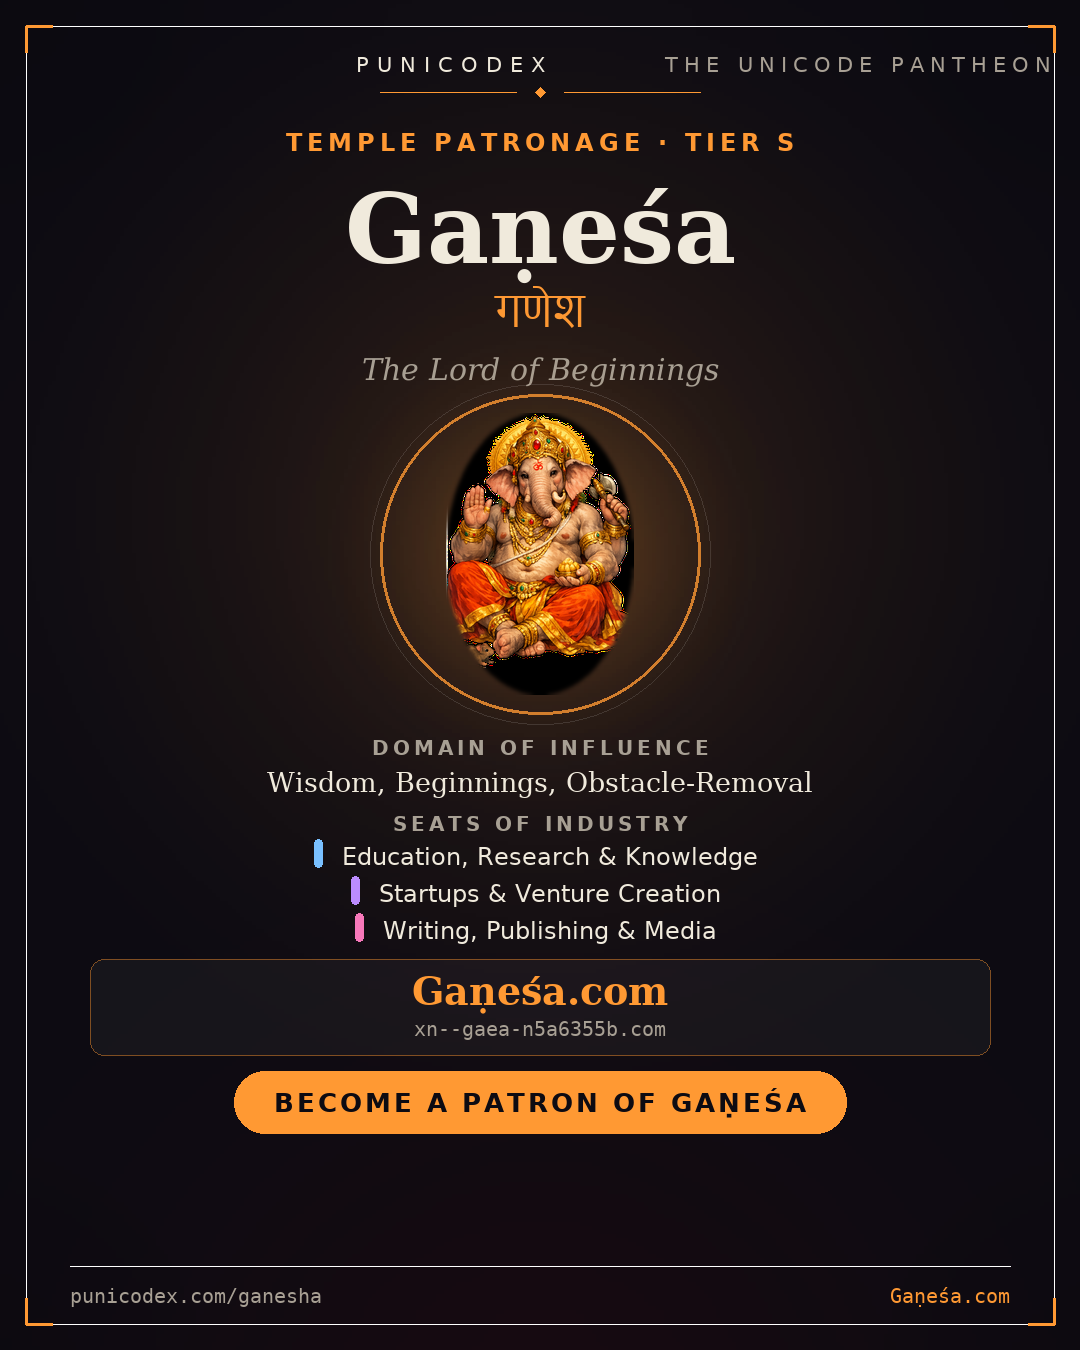 PUNICODEX THE UNICODE PANTHEON
TEMPLE PATRONAGE · TIER S
Gaṇeśa
गणेश
The Lord of Beginnings
ॐ
DOMAIN OF INFLUENCE
Wisdom, Beginnings, Obstacle-Removal
SEATS OF INDUSTRY
Education, Research & Knowledge
Startups & Venture Creation
Writing, Publishing & Media
Gaṇeśa.com
xn--gaea-n5a6355b.com
BECOME A PATRON OF GAṆEŚA
punicodex.com/ganesha Gaṇeśa.com